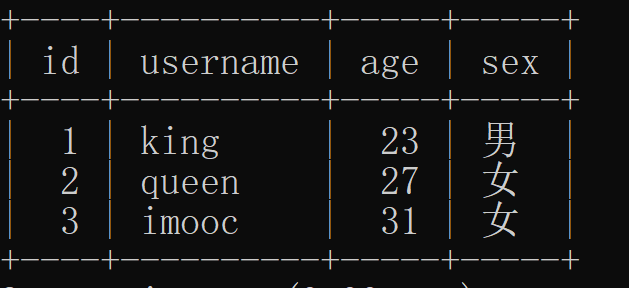 +----+----------+-----+-----+
| id | username | age | sex |
+----+----------+-----+-----+
| 1 | king | 23 | 男 |
| 2 | queen | 27 | 女 |
| 3 | imooc | 31 | 女 |
+----+----------+-----+-----+